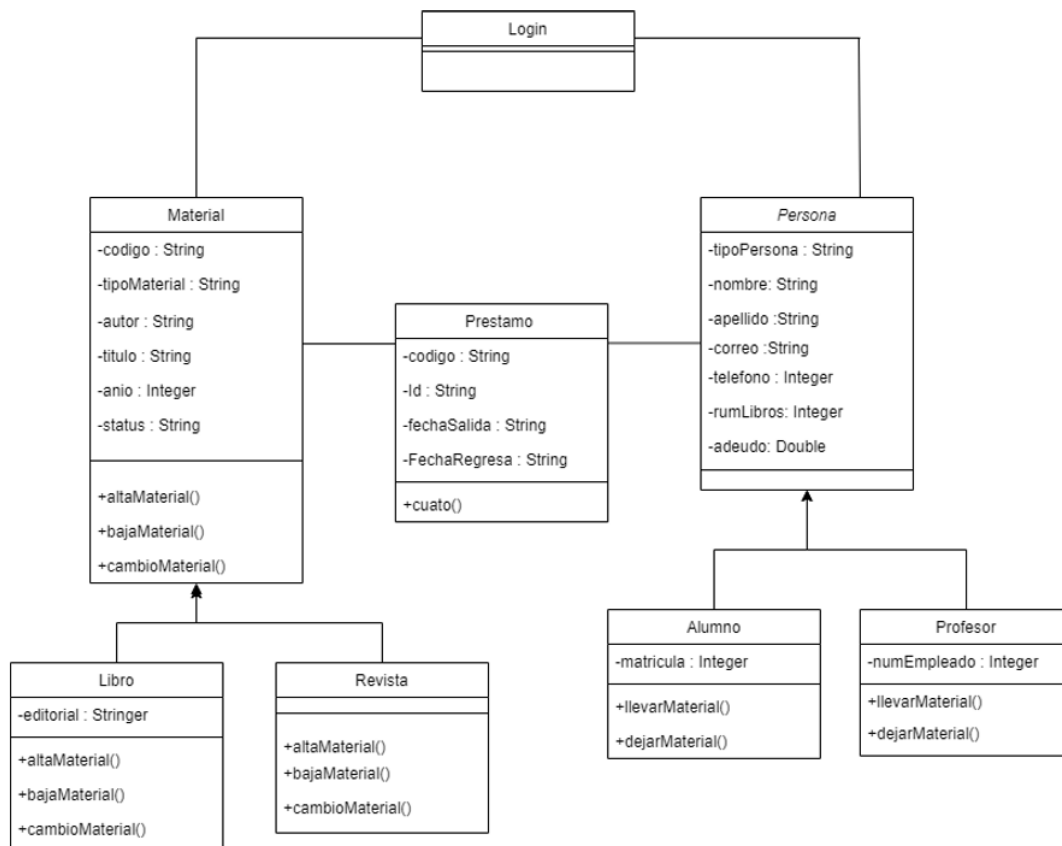 Login
Material
-codigo : String
-tipoMaterial : String
-autor : String
-titulo : String
-anio : Integer
-status : String
+altaMaterial()
+bajaMaterial()
+cambioMaterial()
Prestamo
-codigo : String
-Id : String
-fechaSalida : String
-FechaRegresa : String
+cuato()
Persona
-tipoPersona : String
-nombre: String
-apellido :String
-correo :String
-telefono : Integer
-rumLibros: Integer
-adeudo: Double
Libro
-editorial : Stringer
+altaMaterial()
+bajaMaterial()
+cambioMaterial()
Revista
+altaMaterial()
+bajaMaterial()
+cambioMaterial()
Alumno
-matricula : Integer
+llevarMaterial()
+dejarMaterial()
Profesor
-numEmpleado : Integer
+llevarMaterial()
+dejarMaterial()